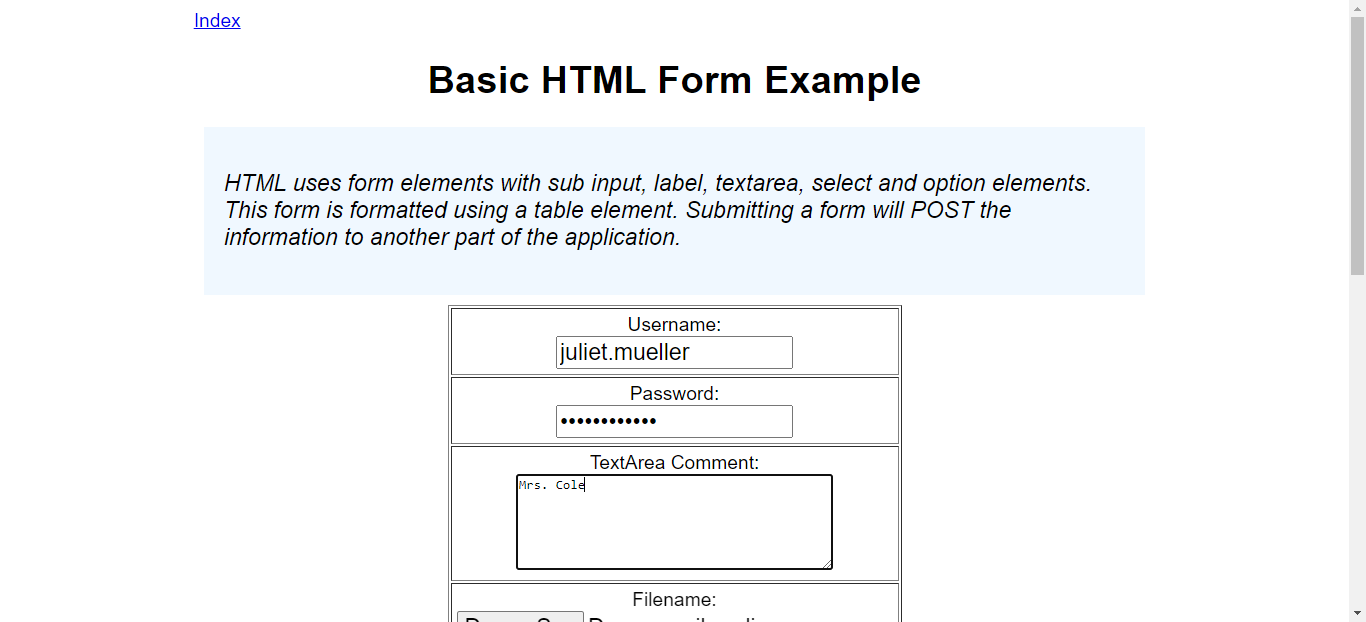 Index
Basic HTML Form Example
HTML uses form elements with sub input, label, textarea, select and option elements.
This form is formatted using a table element. Submitting a form will POST the
information to another part of the application.
Username:
juliet.mueller
Password:
••••••••••••
TextArea Comment:
Mrs. Cole
Filename: